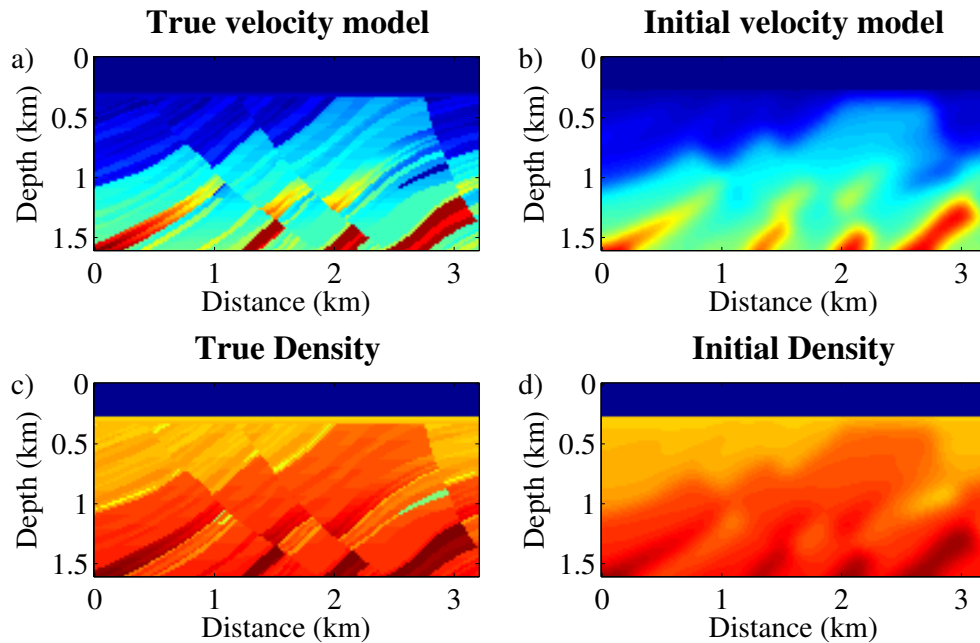 True velocity model
a)
0
0.5
1
1.5
Depth (km)
0 1 2 3
Distance (km)
Initial velocity model
b)
0
0.5
1
1.5
Depth (km)
0 1 2 3
Distance (km)
True Density
c)
0
0.5
1
1.5
Depth (km)
0 1 2 3
Distance (km)
Initial Density
d)
0
0.5
1
1.5
Depth (km)
0 1 2 3
Distance (km)